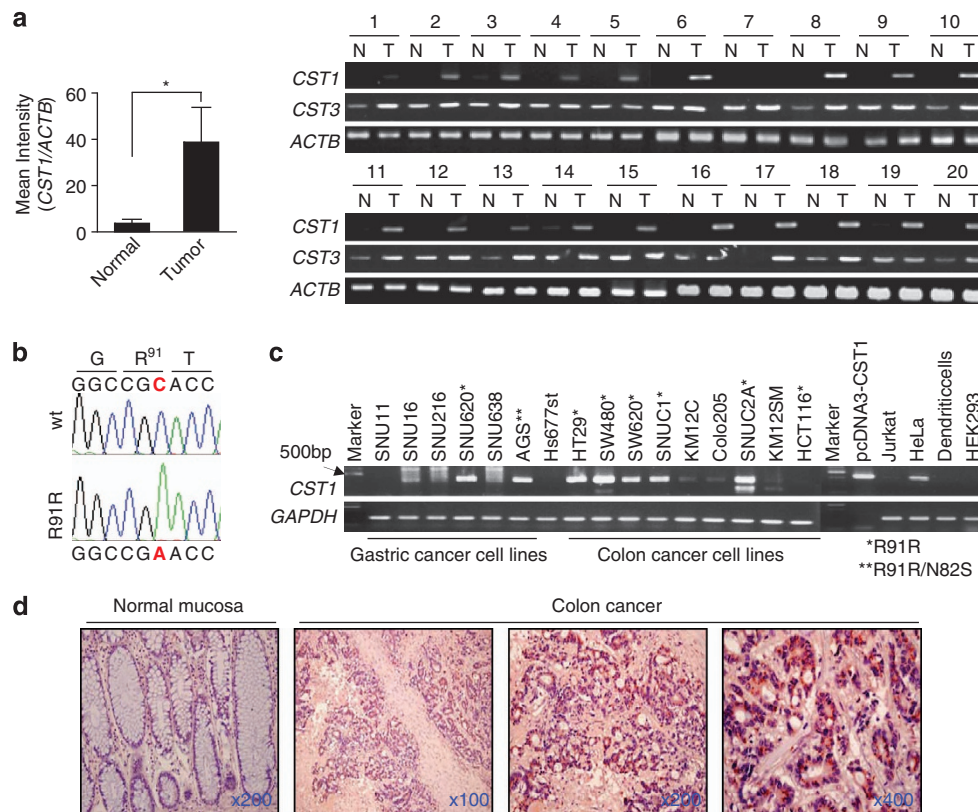 a
*
60
40
20
0
Mean Intensity
(CST1/ACTB)
Normal
Tumor
1 2 3 4 5 6 7 8 9 10
N T N T N T N T N T N T N T N T N T N T
CST1
CST3
ACTB
11 12 13 14 15 16 17 18 19 20
N T N T N T N T N T N T N T N T N T N T
CST1
CST3
ACTB
b
G R91 T
GGCCGCACC
wt
R91R
GGCCGAACC
c
Marker
SNU11
SNU16
SNU216
SNU620*
SNU638
AGS**
Hs677st
HT29*
SW480*
SW620*
SNUC1*
KM12C
Colo205
SNUC2A*
KM12SM
HCT116*
Marker
pcDNA3-CST1
Jurkat
HeLa
Dendriticcells
HEK293
500bp
CST1
GAPDH
Gastric cancer cell lines
Colon cancer cell lines
*R91R
**R91R/N82S
d
Normal mucosa
Colon cancer
x200
x100
x200
x400